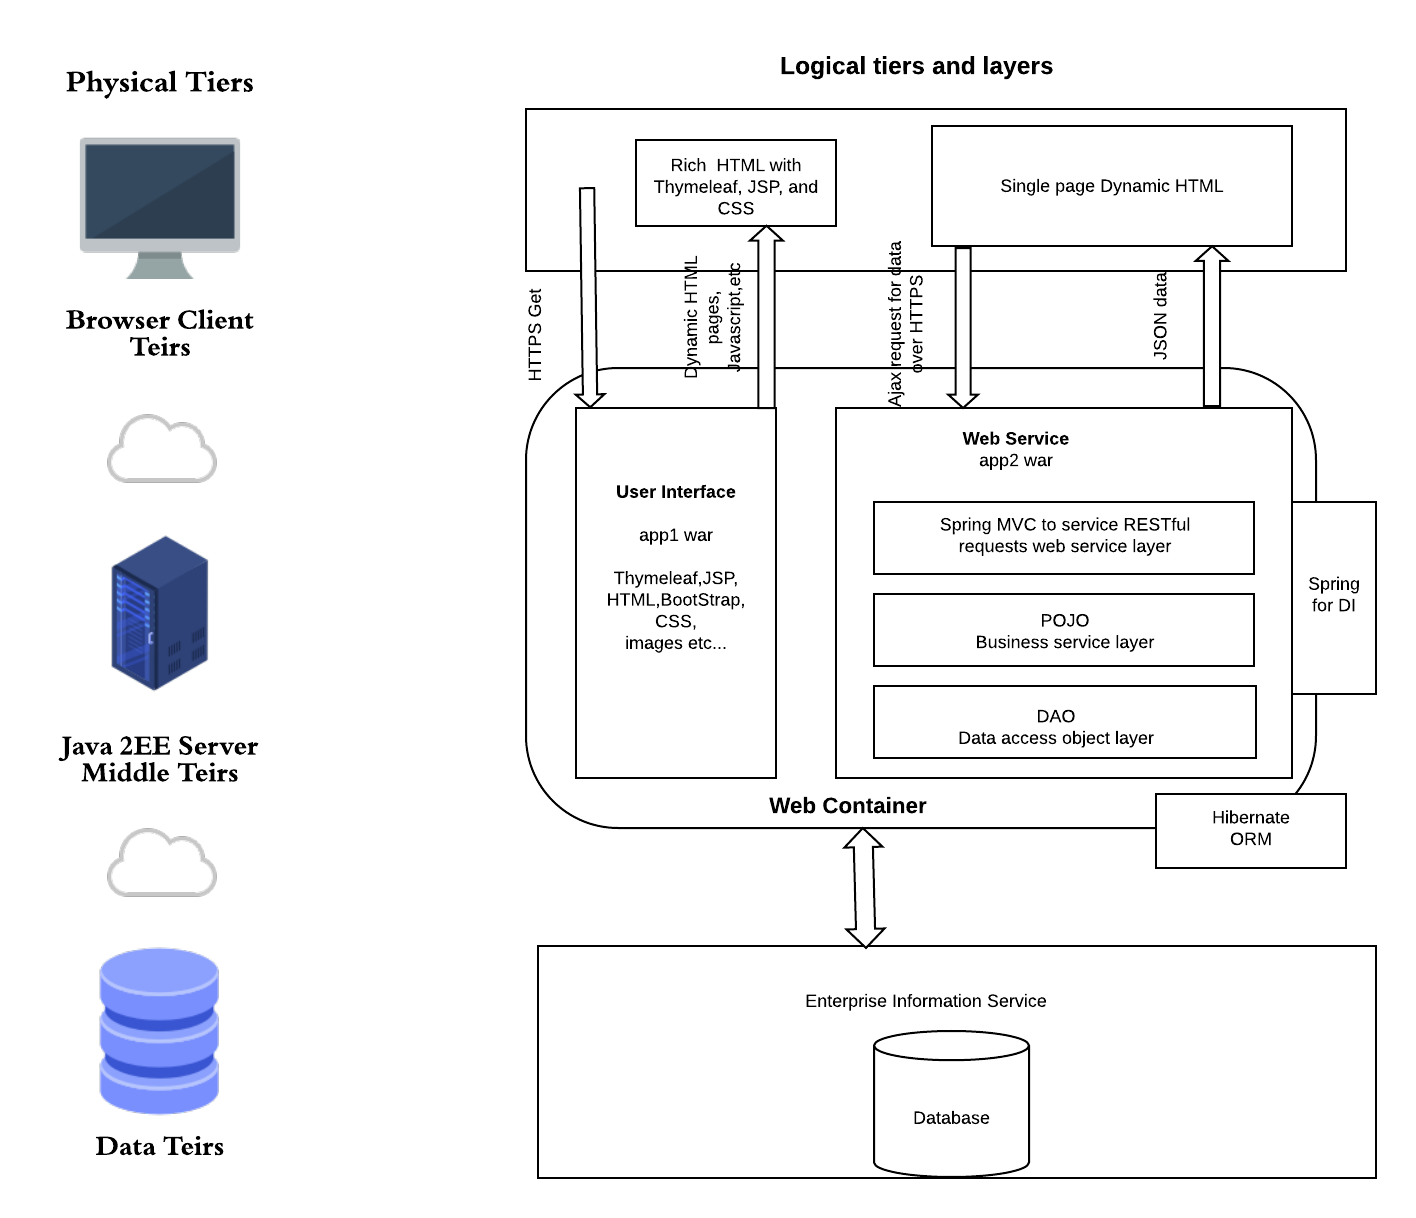 Physical Tiers
Browser Client
Teirs
Java 2EE Server
Middle Teirs
Data Teirs
Logical tiers and layers
Rich HTML with
Thymeleaf, JSP, and
CSS
Single page Dynamic HTML
HTTPS Get
Dynamic HTML
pages,
Javascript,etc
Ajax request for data
over HTTPS
JSON data
User Interface
app1 war
Thymeleaf,JSP,
HTML,BootStrap,
CSS,
images etc...
Web Service
app2 war
Spring MVC to service RESTful
requests web service layer
POJO
Business service layer
DAO
Data access object layer
Spring
for DI
Web Container
Hibernate
ORM
Enterprise Information Service
Database